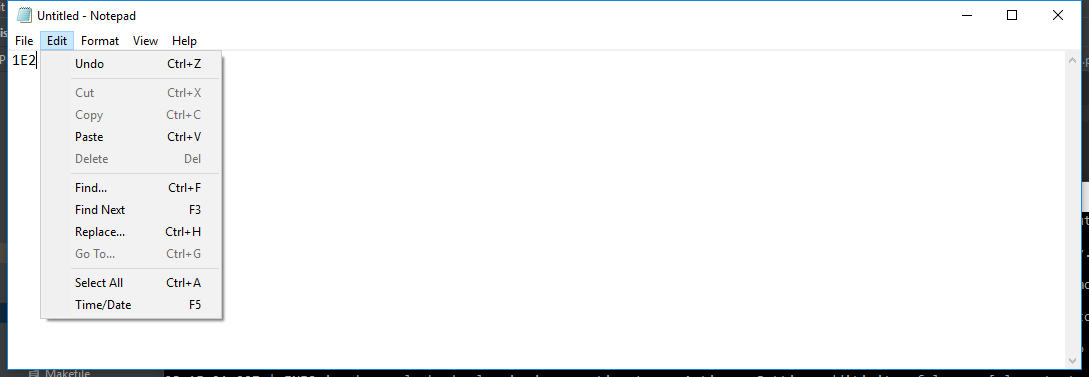 Untitled - Notepad
File Edit Format View Help
1E2
Undo Ctrl+Z
Cut Ctrl+X
Copy Ctrl+C
Paste Ctrl+V
Delete Del
Find... Ctrl+F
Find Next F3
Replace... Ctrl+H
Go To... Ctrl+G
Select All Ctrl+A
Time/Date F5
Makefile